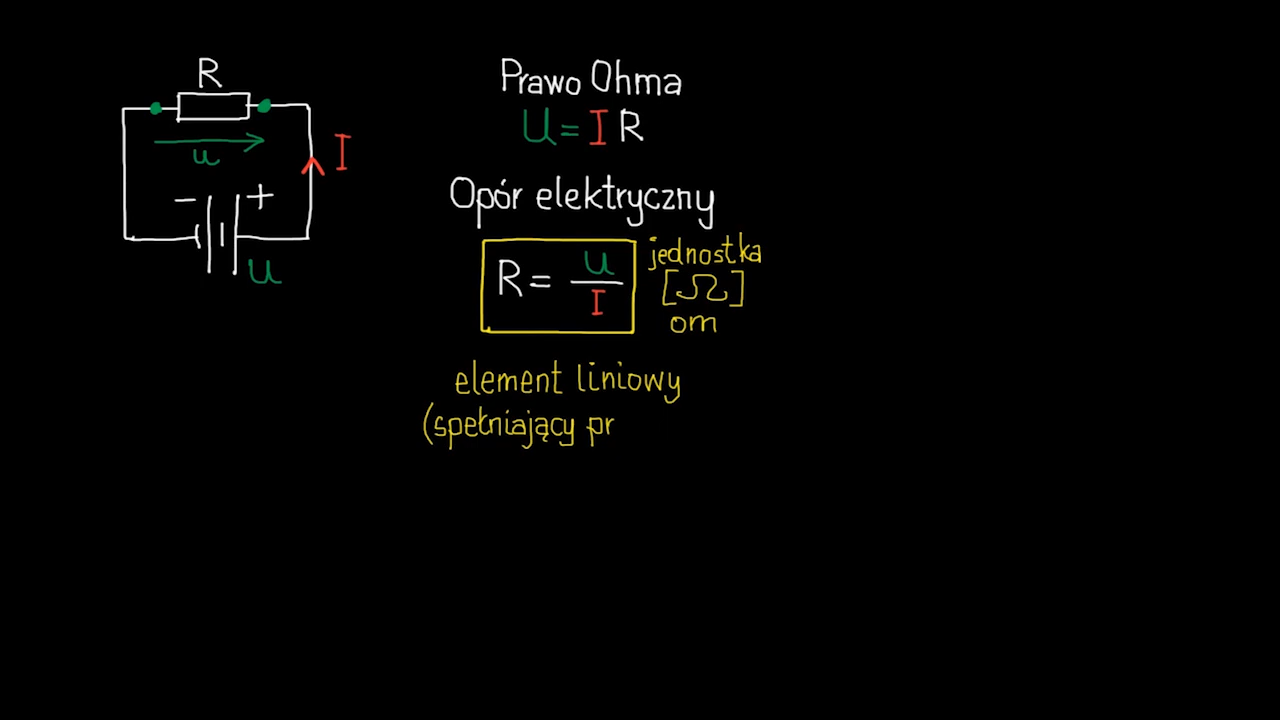 R
u
I
- +
U
Prawo Ohma
U = I R
Opór elektryczny
R = U / I
jednostka
[Ω]
om
element liniowy
(spełniający pr